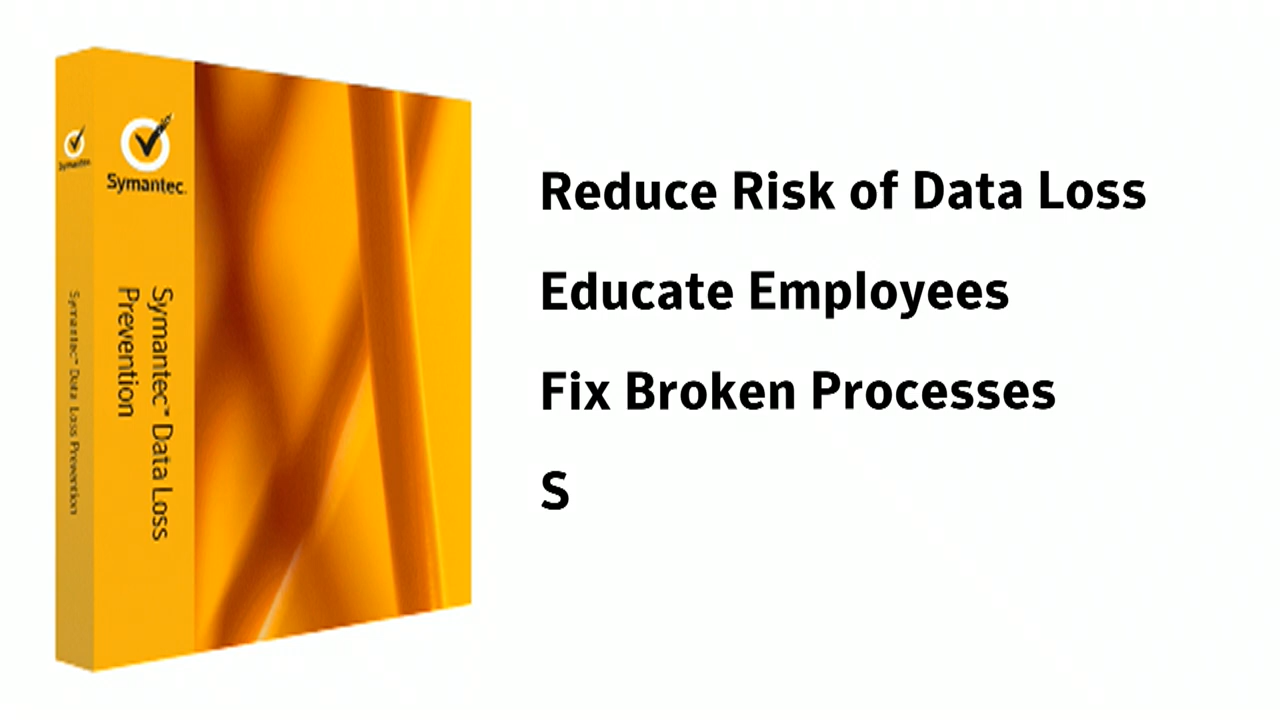 Symantec.
Symantec.
Symantec™ Data Loss
Prevention
Symantec™ Data Loss Prevention
Reduce Risk of Data Loss
Educate Employees
Fix Broken Processes
S